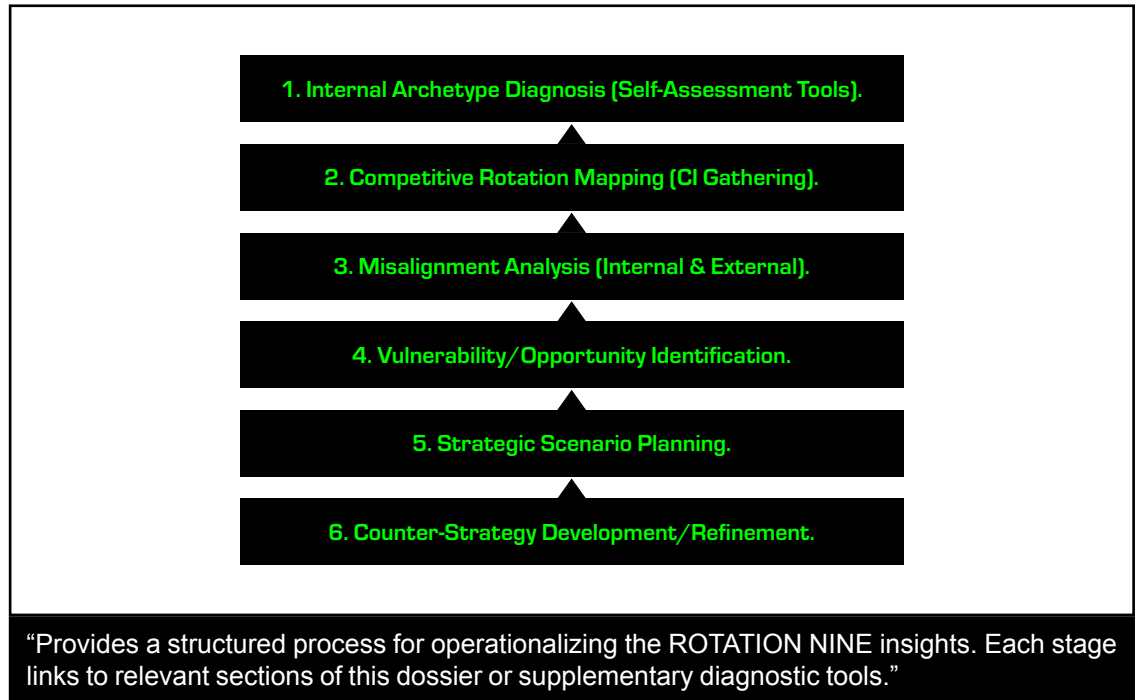 1. Internal Archetype Diagnosis (Self-Assessment Tools).
2. Competitive Rotation Mapping (CI Gathering).
3. Misalignment Analysis (Internal & External).
4. Vulnerability/Opportunity Identification.
5. Strategic Scenario Planning.
6. Counter-Strategy Development/Refinement.
“Provides a structured process for operationalizing the ROTATION NINE insights. Each stage
links to relevant sections of this dossier or supplementary diagnostic tools.”